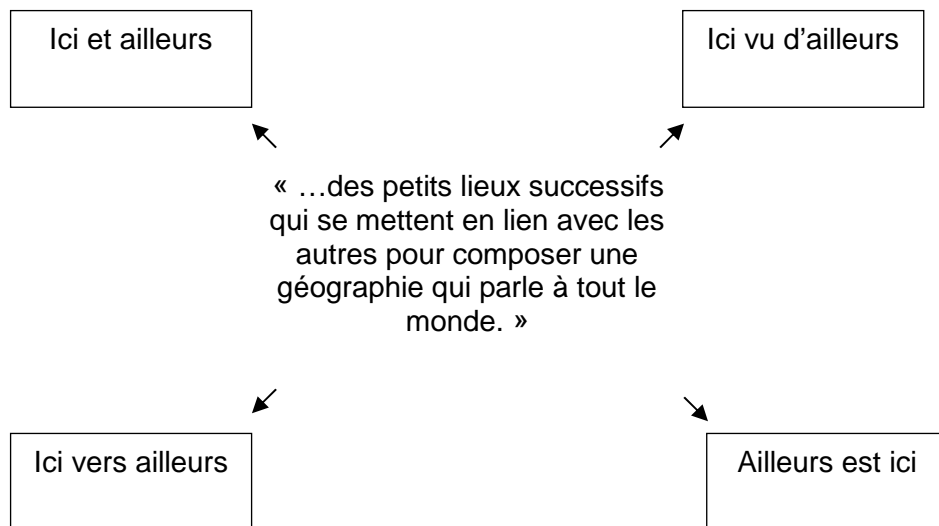 Ici et ailleurs
Ici vu d'ailleurs
« …des petits lieux successifs
qui se mettent en lien avec les
autres pour composer une
géographie qui parle à tout le
monde. »
Ici vers ailleurs
Ailleurs est ici